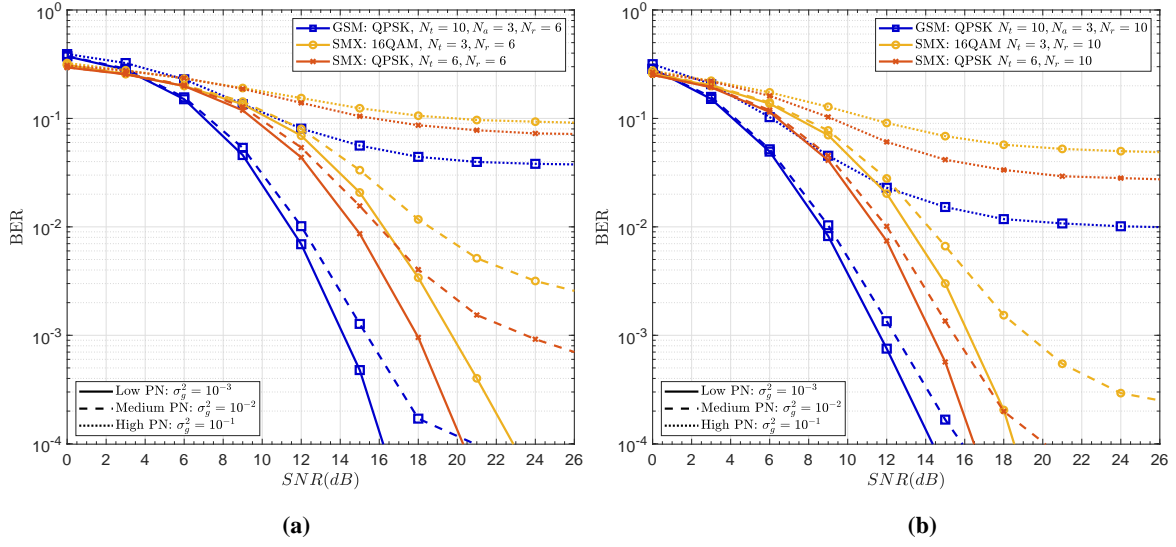 GSM: QPSK, N_t = 10, N_a = 3, N_r = 6
SMX: 16QAM, N_t = 3, N_r = 6
SMX: QPSK, N_t = 6, N_r = 6
10^0
10^{-1}
10^{-2}
10^{-3}
10^{-4}
BER
Low PN: σ_g^2 = 10^{-3}
Medium PN: σ_g^2 = 10^{-2}
High PN: σ_g^2 = 10^{-1}
0 2 4 6 8 10 12 14 16 18 20 22 24 26
SNR(dB)
(a)
GSM: QPSK N_t = 10, N_a = 3, N_r = 10
SMX: 16QAM N_t = 3, N_r = 10
SMX: QPSK N_t = 6, N_r = 10
10^0
10^{-1}
10^{-2}
10^{-3}
10^{-4}
BER
Low PN: σ_g^2 = 10^{-3}
Medium PN: σ_g^2 = 10^{-2}
High PN: σ_g^2 = 10^{-1}
0 2 4 6 8 10 12 14 16 18 20 22 24 26
SNR(dB)
(b)